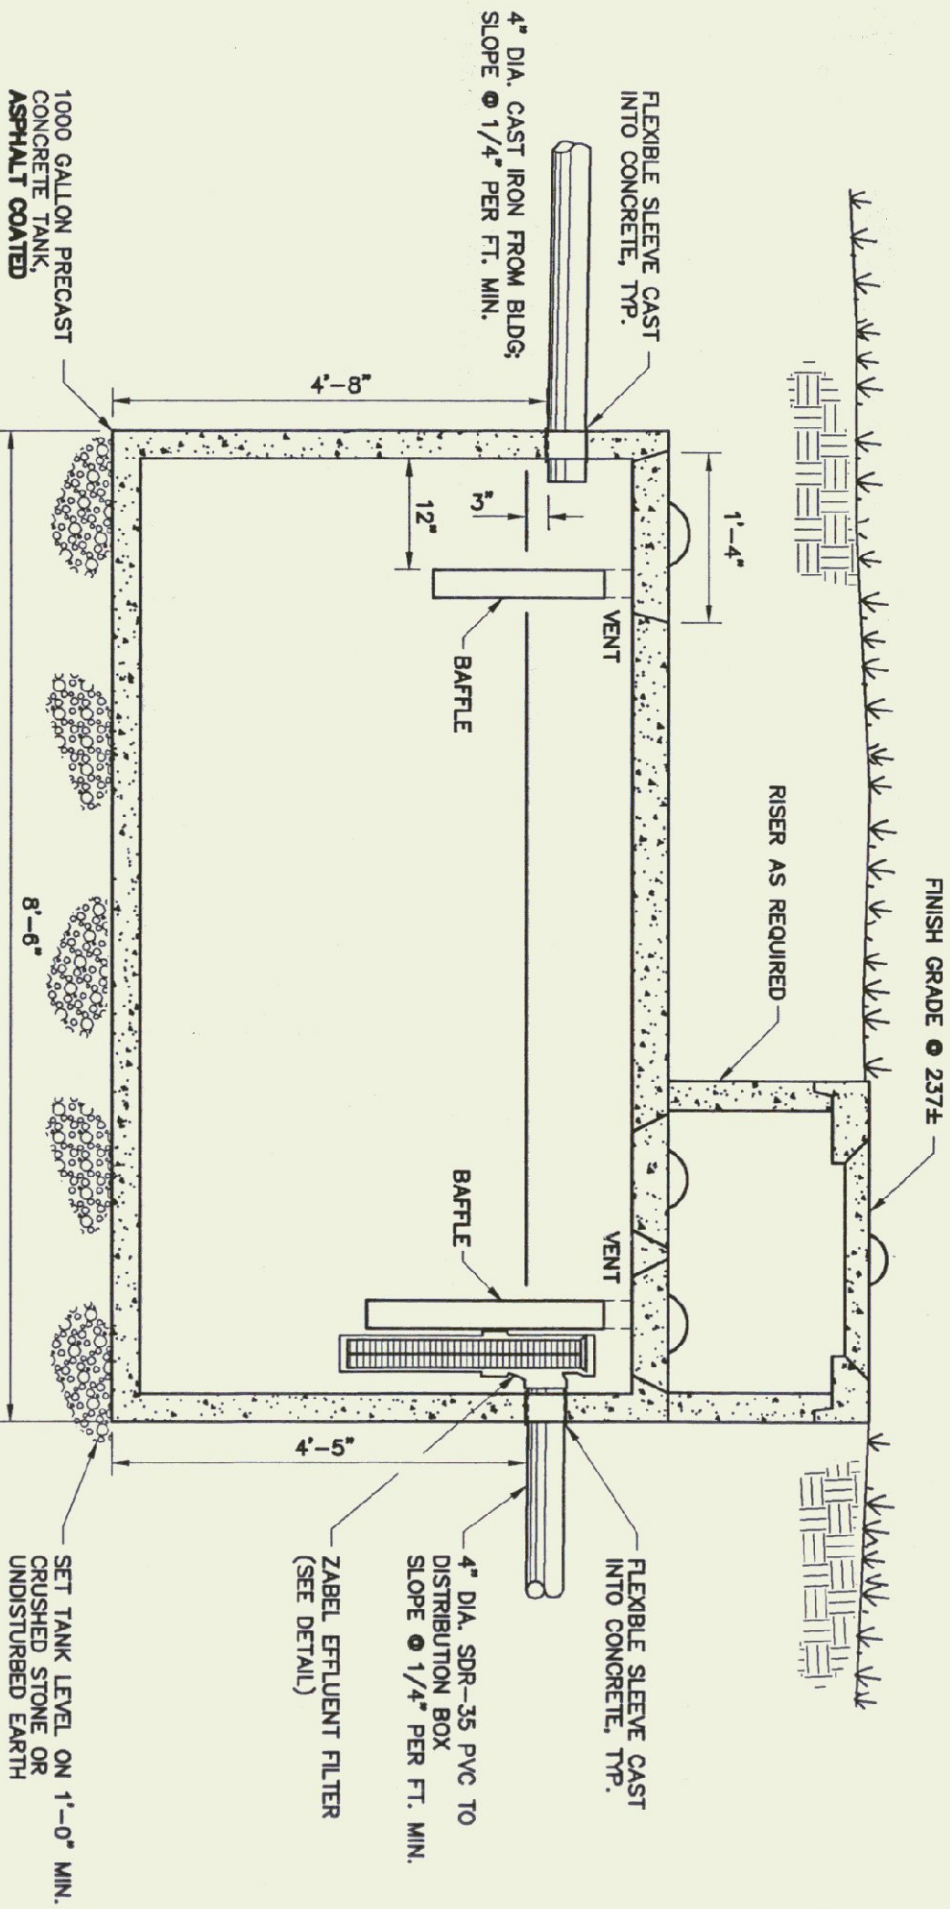 FINISH GRADE @ 237±
RISER AS REQUIRED
1'-4"
FLEXIBLE SLEEVE CAST
INTO CONCRETE, TYP.
VENT
VENT
FLEXIBLE SLEEVE CAST
INTO CONCRETE, TYP.
4" DIA. CAST IRON FROM BLDG;
SLOPE @ 1/4" PER FT. MIN.
3"
12"
BAFFLE
BAFFLE
4" DIA. SDR-35 PVC TO
DISTRIBUTION BOX
SLOPE @ 1/4" PER FT. MIN.
4'-8"
4'-5"
ZABEL EFFLUENT FILTER
(SEE DETAIL)
1000 GALLON PRECAST
CONCRETE TANK,
ASPHALT COATED
8'-6"
SET TANK LEVEL ON 1'-0" MIN.
CRUSHED STONE OR
UNDISTURBED EARTH